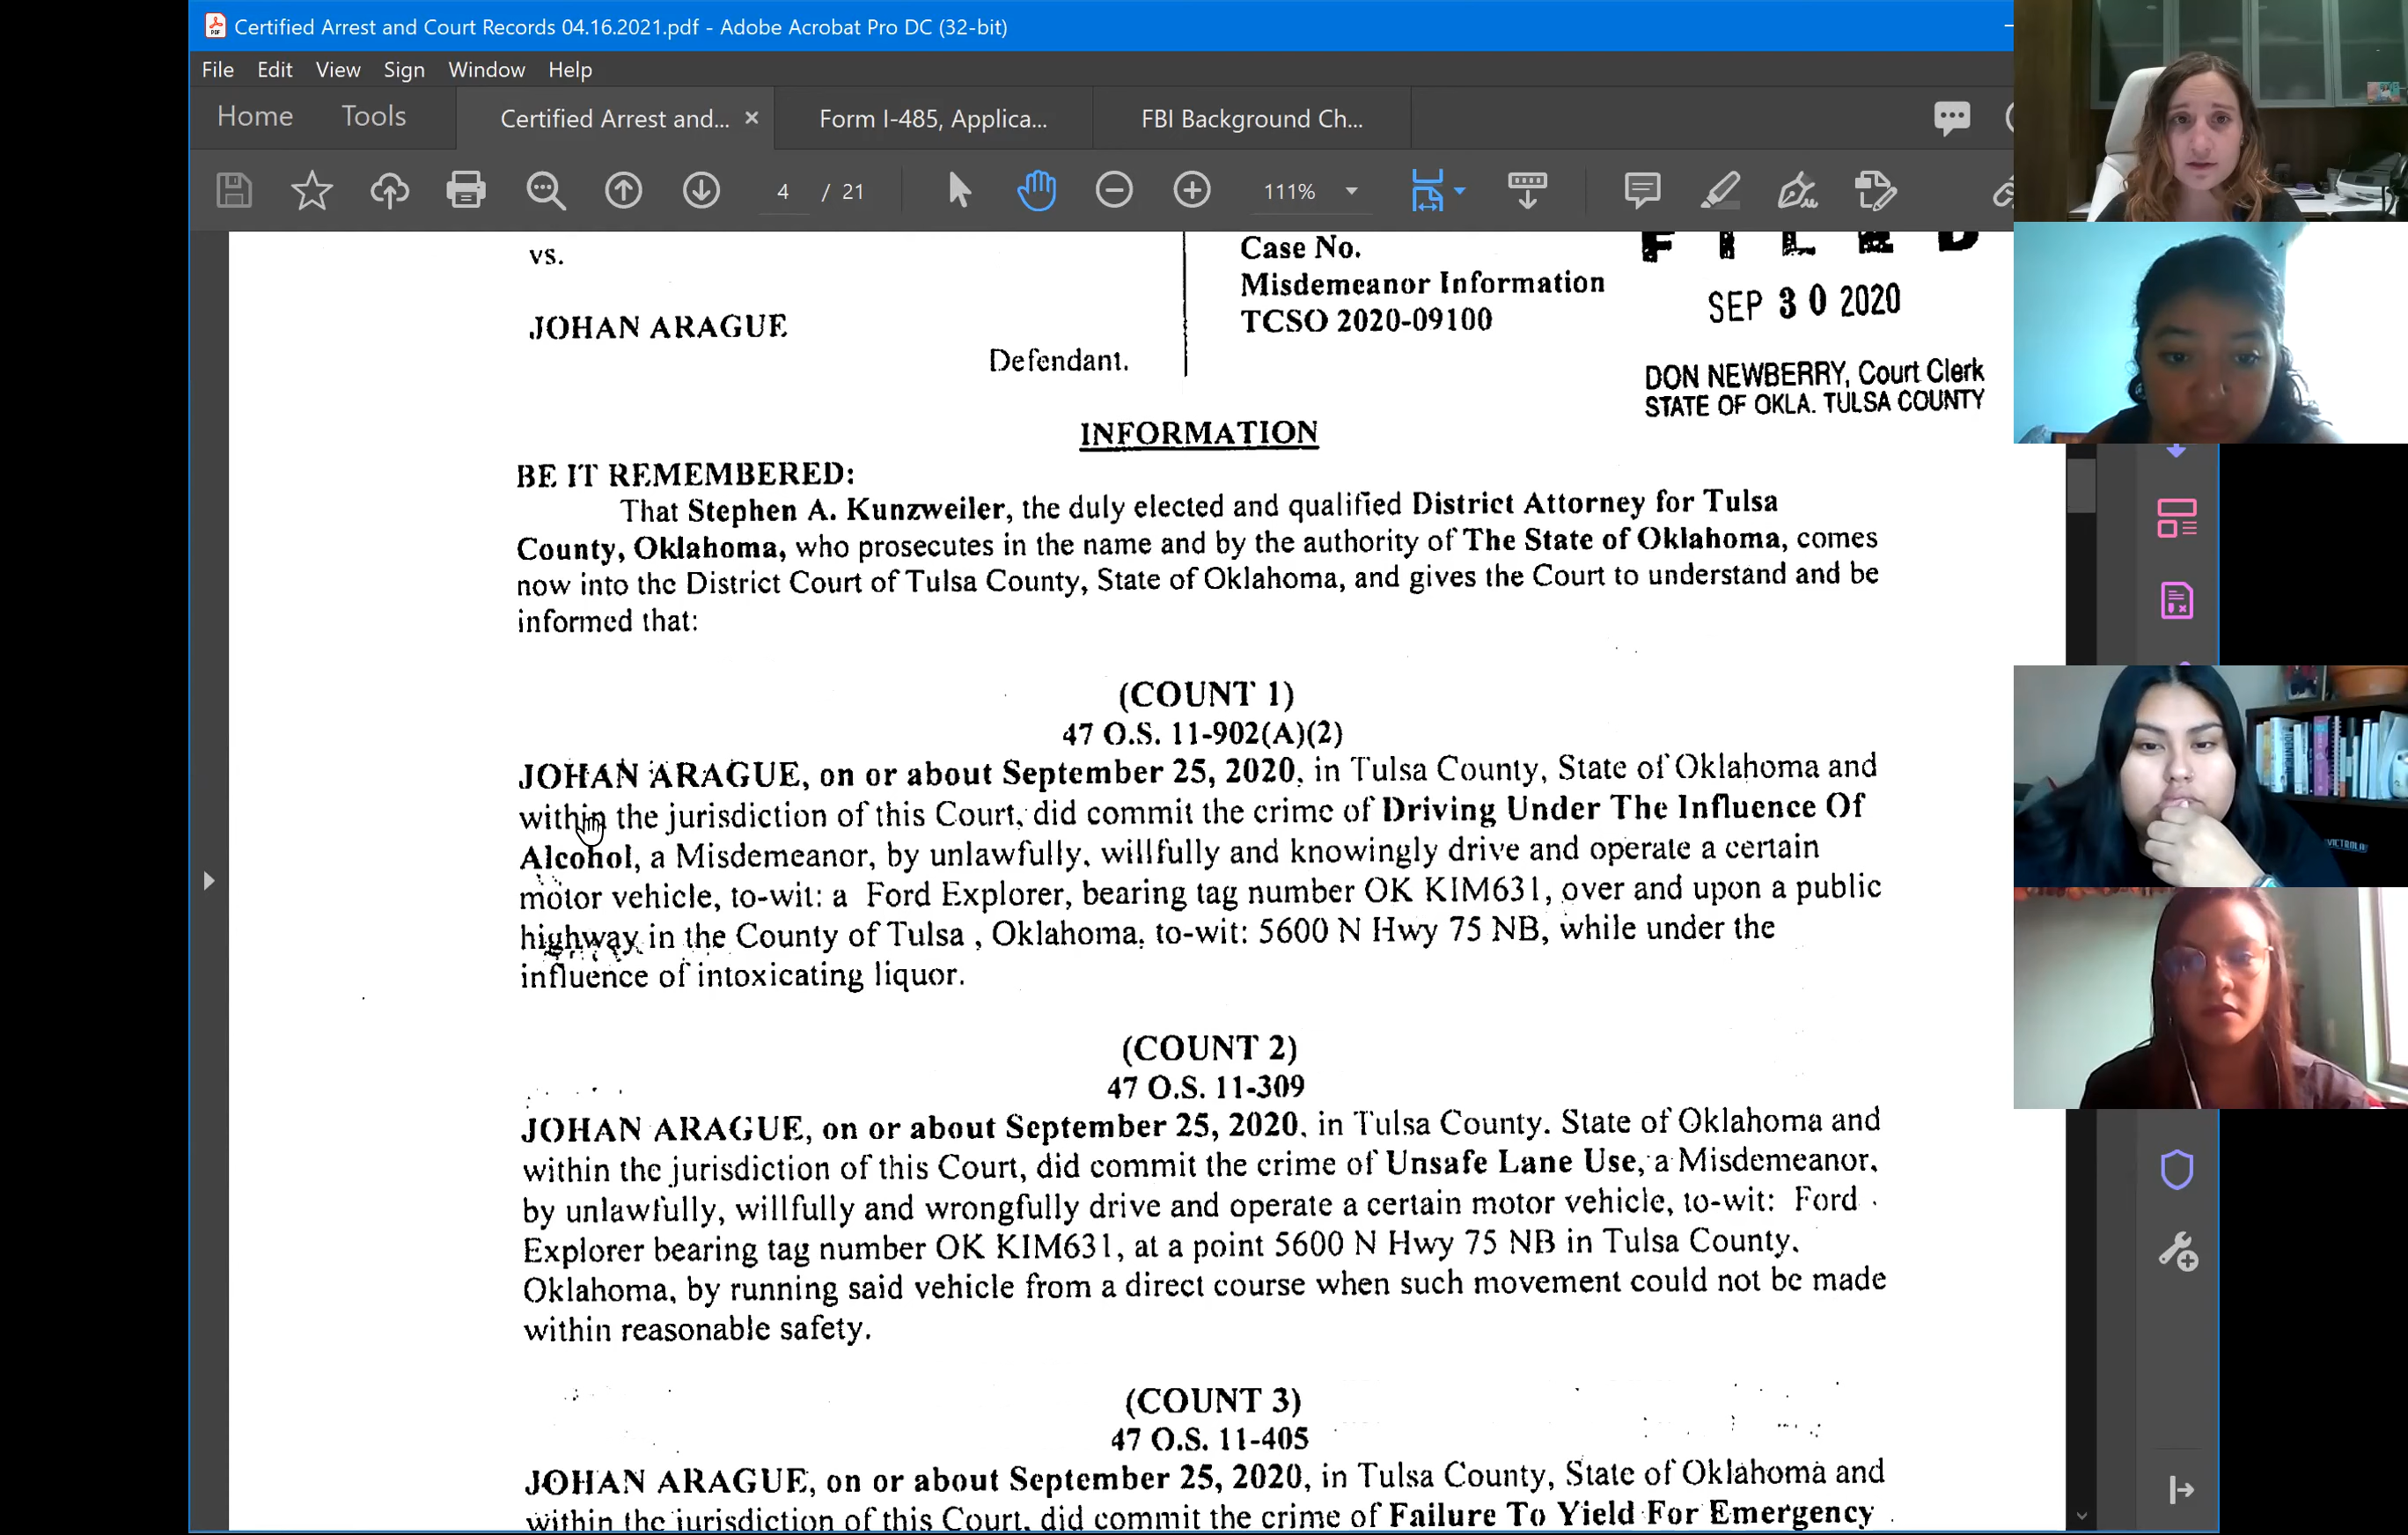 Certified Arrest and Court Records 04.16.2021.pdf - Adobe Acrobat Pro DC (32-bit)
File Edit View Sign Window Help
Home Tools Certified Arrest and... Form I-485, Applica... FBI Background Ch...
4 / 21 111%
vs.
JOHAN ARAGUE
Defendant.
Case No.
Misdemeanor Information
TCSO 2020-09100
FILED
SEP 30 2020
DON NEWBERRY, Court Clerk
STATE OF OKLA. TULSA COUNTY
INFORMATION
BE IT REMEMBERED:
That Stephen A. Kunzweiler, the duly elected and qualified District Attorney for Tulsa
County, Oklahoma, who prosecutes in the name and by the authority of The State of Oklahoma, comes
now into the District Court of Tulsa County, State of Oklahoma, and gives the Court to understand and be
informed that:
(COUNT 1)
47 O.S. 11-902(A)(2)
JOHAN ARAGUE, on or about September 25, 2020, in Tulsa County, State of Oklahoma and
within the jurisdiction of this Court, did commit the crime of Driving Under The Influence Of
Alcohol, a Misdemeanor, by unlawfully, willfully and knowingly drive and operate a certain
motor vehicle, to-wit: a Ford Explorer, bearing tag number OK KIM631, over and upon a public
highway in the County of Tulsa , Oklahoma, to-wit: 5600 N Hwy 75 NB, while under the
influence of intoxicating liquor.
(COUNT 2)
47 O.S. 11-309
JOHAN ARAGUE, on or about September 25, 2020, in Tulsa County. State of Oklahoma and
within the jurisdiction of this Court, did commit the crime of Unsafe Lane Use, a Misdemeanor,
by unlawfully, willfully and wrongfully drive and operate a certain motor vehicle, to-wit: Ford
Explorer bearing tag number OK KIM631, at a point 5600 N Hwy 75 NB in Tulsa County,
Oklahoma, by running said vehicle from a direct course when such movement could not be made
within reasonable safety.
(COUNT 3)
47 O.S. 11-405
JOHAN ARAGUE, on or about September 25, 2020, in Tulsa County, State of Oklahoma and
within the jurisdiction of this Court, did commit the crime of Failure To Yield For Emergency
VICTROLA